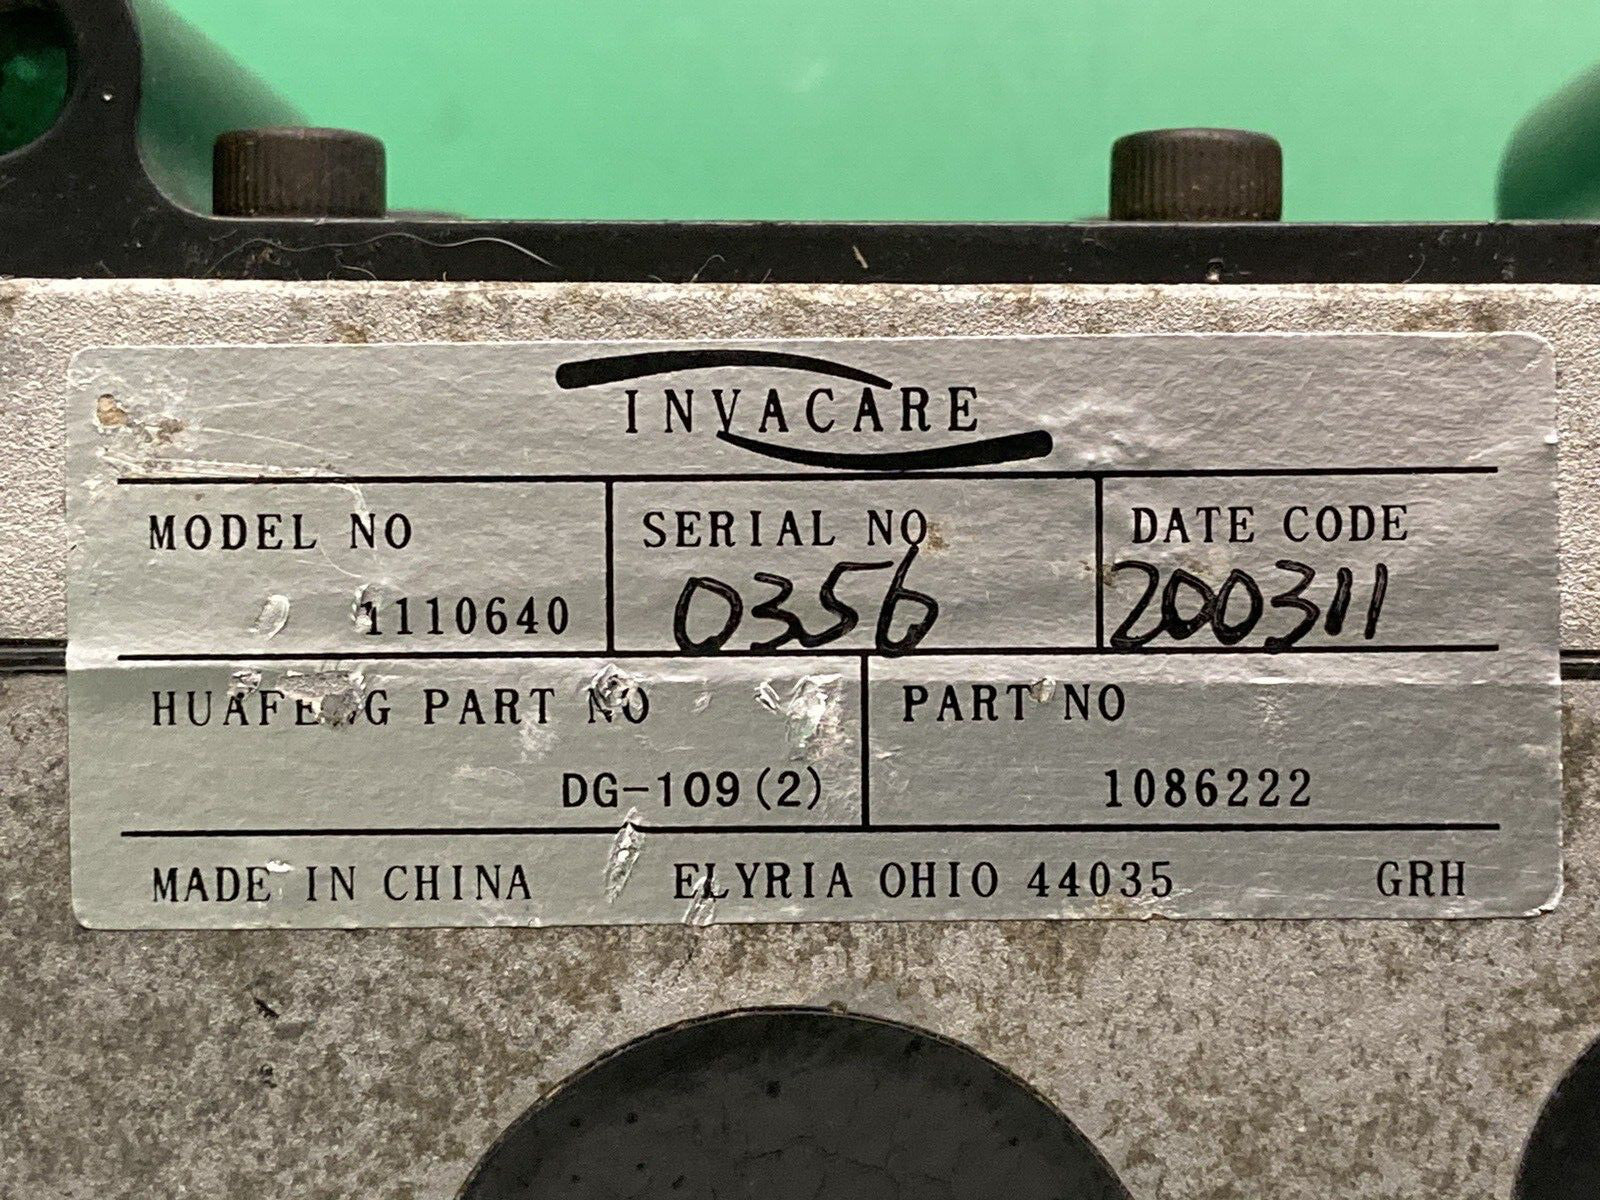 INVACARE
MODEL NO SERIAL NO DATE CODE
1110640 0356 200311
HUAFENG PART NO PART NO
DG-109(2) 1086222
MADE IN CHINA ELYRIA OHIO 44035 GRH